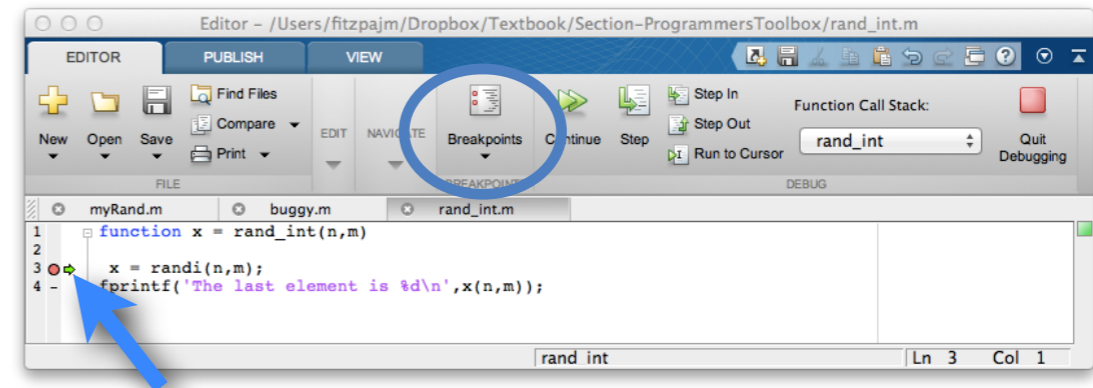 Editor - /Users/fitzpajm/Dropbox/Textbook/Section-ProgrammersToolbox/rand_int.m
EDITOR PUBLISH VIEW
New Open Save Find Files Compare Print
EDIT NAVIGATE Breakpoints Continue Step Step In Step Out Run to Cursor
Function Call Stack:
rand_int
Quit Debugging
FILE BREAKPOINTS DEBUG
myRand.m buggy.m rand_int.m
1 function x = rand_int(n,m)
2
3 x = randi(n,m);
4 - fprintf('The last element is %d\n',x(n,m));
rand_int Ln 3 Col 1